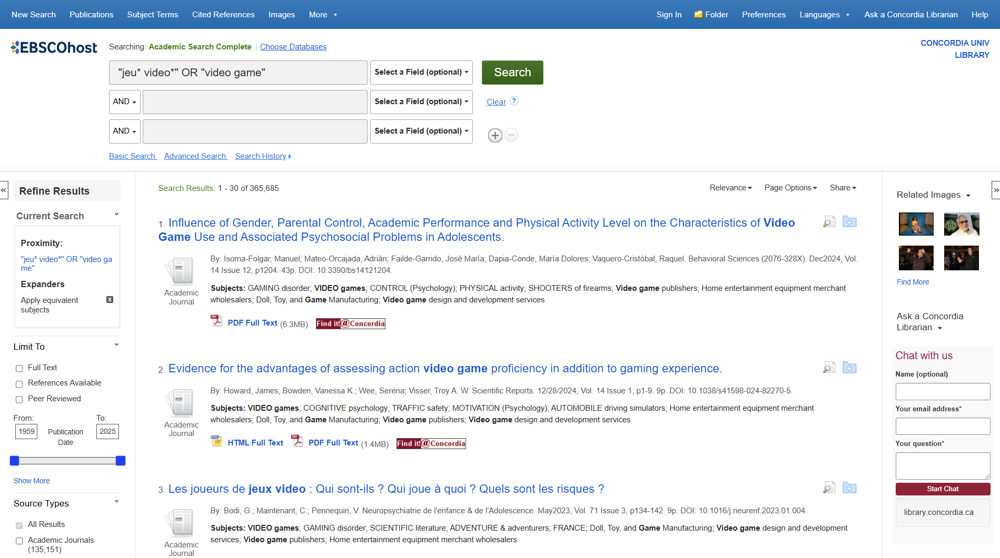 New Search Publications Subject Terms Cited References Images More Sign In Folder Preferences Languages Ask a Concordia Librarian Help
EBSCOhost
Searching: Academic Search Complete Choose Databases
CONCORDIA UNIV
LIBRARY
"jeu* video*" OR "video game" Select a Field (optional) Search
AND Select a Field (optional) Clear ?
AND Select a Field (optional)
Basic Search Advanced Search Search History
Refine Results
Current Search
Proximity:
"jeu* video*" OR "video ga
me"
Expanders
Apply equivalent
subjects
Limit To
Full Text
References Available
Peer Reviewed
From: To:
1959 Publication 2025
Date
Show More
Source Types
All Results
Academic Journals
(135,151)
Search Results: 1 - 30 of 365,685
Relevance Page Options Share
1. Influence of Gender, Parental Control, Academic Performance and Physical Activity Level on the Characteristics of Video
Game Use and Associated Psychosocial Problems in Adolescents.
By: Isorna-Folgar, Manuel; Mateo-Orcajada, Adrián; Failde-Garrido, José María; Dapia-Conde, María Dolores; Vaquero-Cristóbal, Raquel. Behavioral Sciences (2076-328X). Dec2024, Vol.
14 Issue 12, p1204. 43p. DOI: 10.3390/bs14121204.
Academic
Journal
Subjects: GAMING disorder; VIDEO games; CONTROL (Psychology); PHYSICAL activity; SHOOTERS of firearms; Video game publishers; Home entertainment equipment merchant
wholesalers; Doll, Toy, and Game Manufacturing; Video game design and development services
PDF Full Text (6.3MB) Find it!@Concordia
2. Evidence for the advantages of assessing action video game proficiency in addition to gaming experience.
By: Howard, James; Bowden, Vanessa K.; Wee, Serena; Visser, Troy A. W. Scientific Reports. 12/28/2024, Vol. 14 Issue 1, p1-9. 9p. DOI: 10.1038/s41598-024-82270-5.
Academic
Journal
Subjects: VIDEO games; COGNITIVE psychology; TRAFFIC safety; MOTIVATION (Psychology); AUTOMOBILE driving simulators; Home entertainment equipment merchant
wholesalers; Doll, Toy, and Game Manufacturing; Video game publishers; Video game design and development services
HTML Full Text PDF Full Text (1.4MB) Find it!@Concordia
3. Les joueurs de jeux video : Qui sont-ils ? Qui joue à quoi ? Quels sont les risques ?
By: Bodi, G.; Maintenant, C.; Pennequin, V. Neuropsychiatrie de l'enfance & de l'Adolescence. May2023, Vol. 71 Issue 3, p134-142. 9p. DOI: 10.1016/j.neurenf.2023.01.004.
Academic
Journal
Subjects: VIDEO games; GAMING disorder; SCIENTIFIC literature; ADVENTURE & adventurers; FRANCE; Doll, Toy, and Game Manufacturing; Video game design and development
services; Video game publishers; Home entertainment equipment merchant wholesalers
Related Images
Find More
Ask a Concordia
Librarian
Chat with us
Name (optional)
Your email address*
Your question*
Start Chat
library.concordia.ca